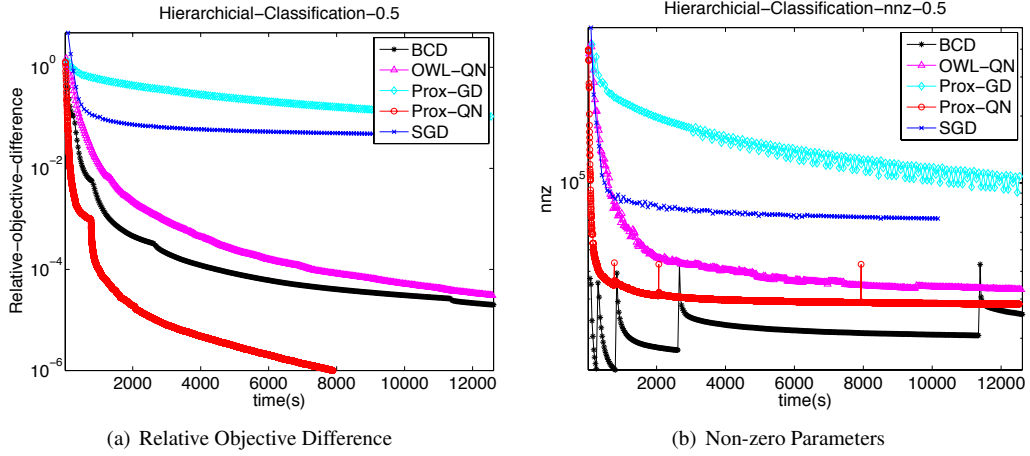 Hierarchicial-Classification-0.5
BCD
OWL-QN
Prox-GD
Prox-QN
SGD
10^0
10^-2
10^-4
10^-6
Relative-objective-difference
2000 4000 6000 8000 10000 12000
time(s)
(a) Relative Objective Difference
Hierarchicial-Classification-nnz-0.5
BCD
OWL-QN
Prox-GD
Prox-QN
SGD
10^5
nnz
2000 4000 6000 8000 10000 12000
time(s)
(b) Non-zero Parameters